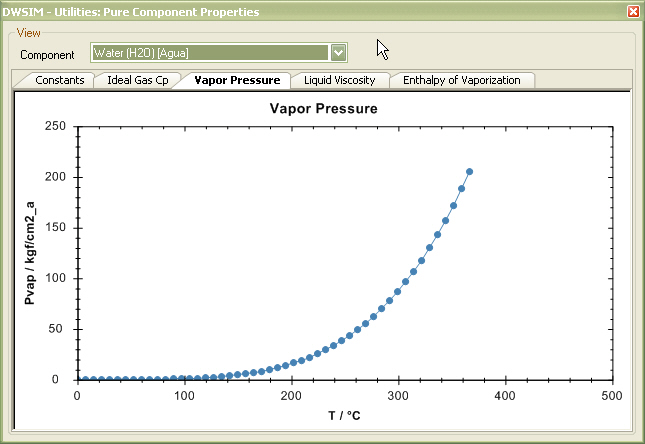 DWSIM - Utilities: Pure Component Properties
View
Component Water (H2O) [Agua]
Constants Ideal Gas Cp Vapor Pressure Liquid Viscosity Enthalpy of Vaporization
Vapor Pressure
250
200
150
100
50
0
Pvap / kgf/cm2_a
0 100 200 300 400 500
T / °C